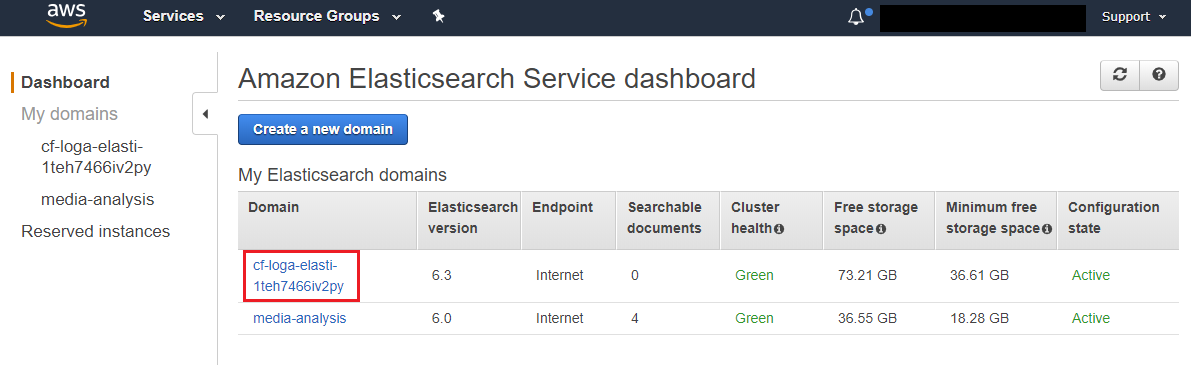 aws Services Resource Groups Support
Dashboard
My domains
cf-loga-elasti-
1teh7466iv2py
media-analysis
Reserved instances
Amazon Elasticsearch Service dashboard
Create a new domain
My Elasticsearch domains
Domain Elasticsearch version Endpoint Searchable documents Cluster health Free storage space Minimum free storage space Configuration state
cf-loga-elasti-1teh7466iv2py 6.3 Internet 0 Green 73.21 GB 36.61 GB Active
media-analysis 6.0 Internet 4 Green 36.55 GB 18.28 GB Active